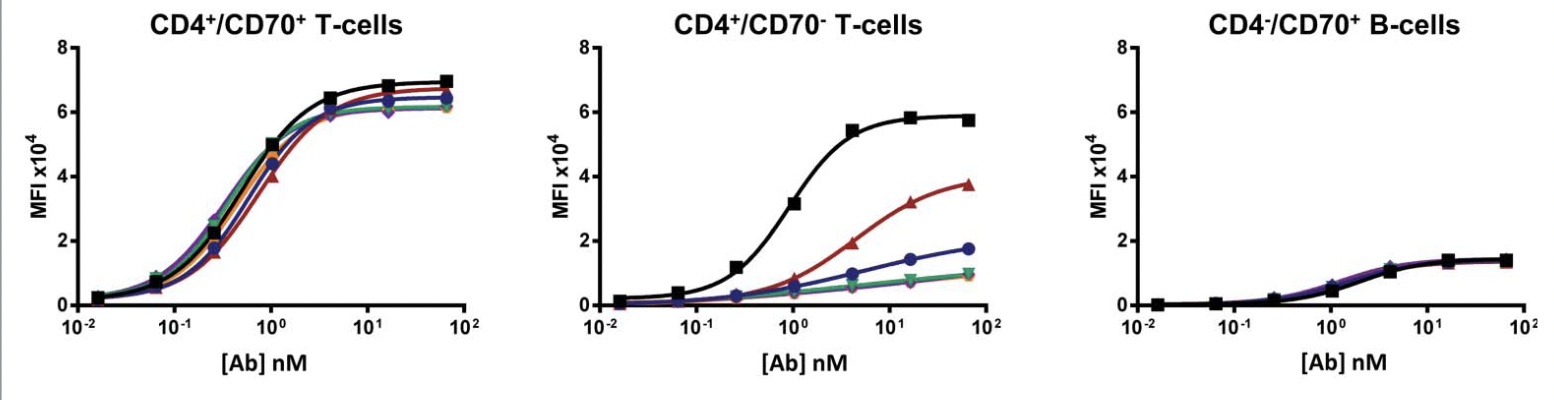 CD4⁺/CD70⁺ T-cells
8
6
4
2
0
MFI x10⁴
10⁻² 10⁻¹ 10⁰ 10¹ 10²
[Ab] nM
CD4⁺/CD70⁻ T-cells
8
6
4
2
0
MFI x10⁴
10⁻² 10⁻¹ 10⁰ 10¹ 10²
[Ab] nM
CD4⁻/CD70⁺ B-cells
8
6
4
2
0
MFI x10⁴
10⁻² 10⁻¹ 10⁰ 10¹ 10²
[Ab] nM